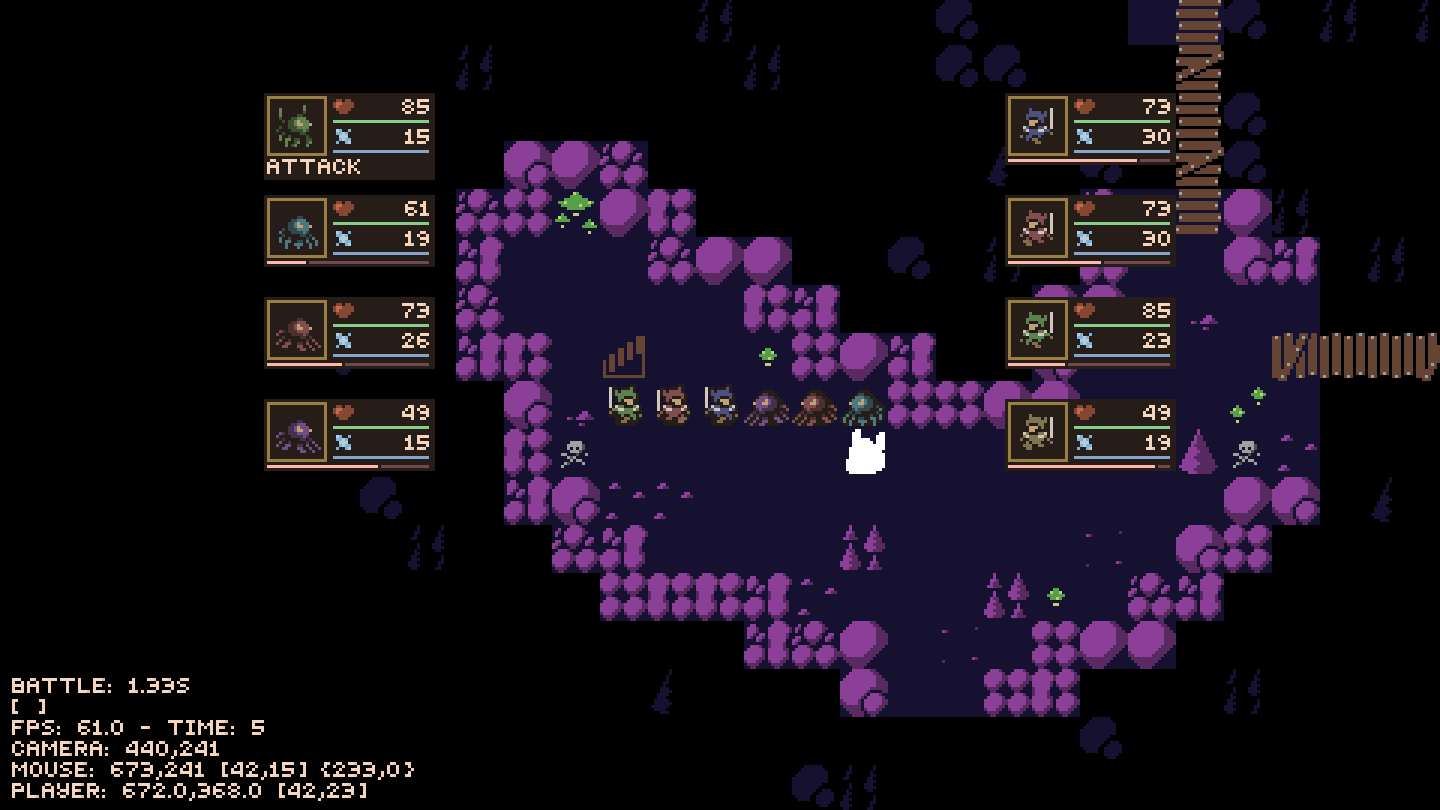 85
15
ATTACK
61
19
73
26
49
15
73
30
73
30
85
23
49
19
BATTLE: 1.33S
[ ]
FPS: 61.0 - TIME: 5
CAMERA: 440,241
MOUSE: 673,241 [42,15] {233,0}
PLAYER: 672.0,368.0 [42,23]